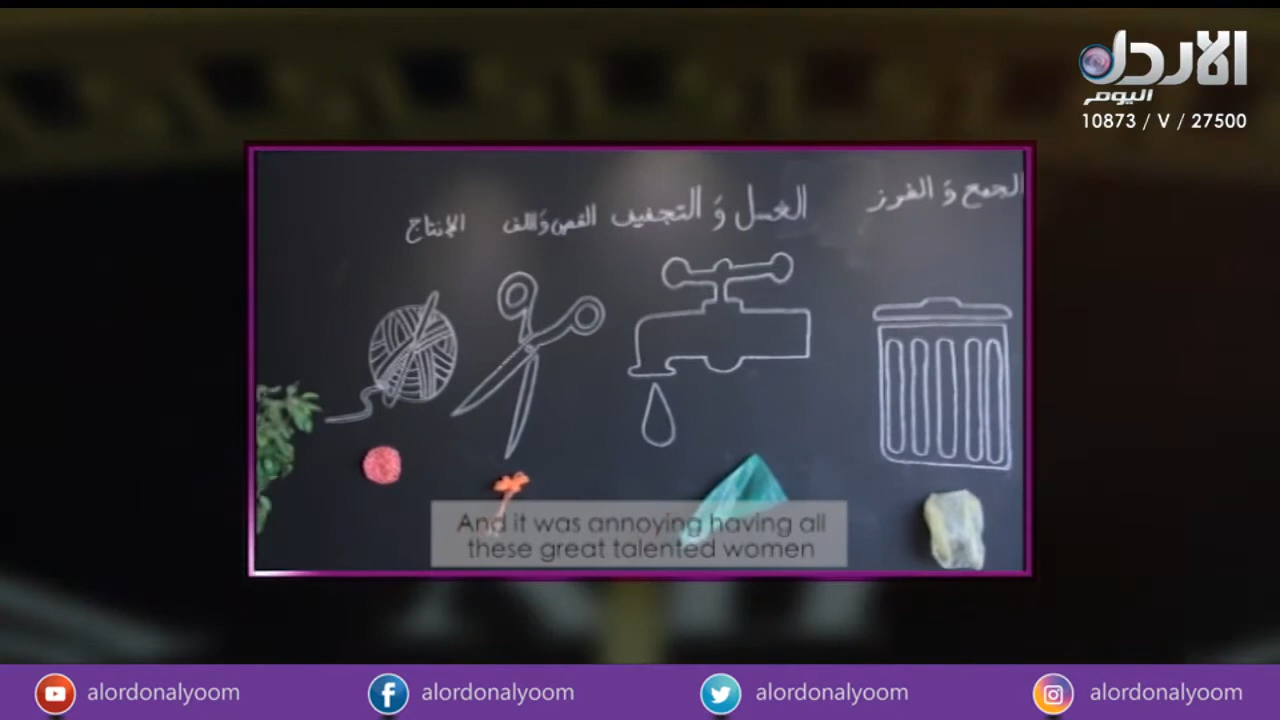 الاردن
اليوم
10873 / V / 27500
الجمع وَ الفرز
الغسل وَ التجفيف
القص وَاللف
الإنتاج
And it was annoying having all
these great talented women
alordonalyoom
alordonalyoom
alordonalyoom
alordonalyoom